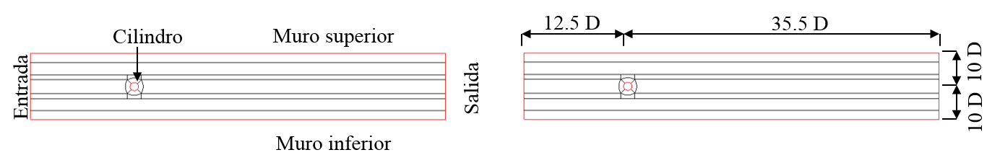 Cilindro
Muro superior
Entrada
Salida
Muro inferior
12.5 D
35.5 D
10 D
10 D